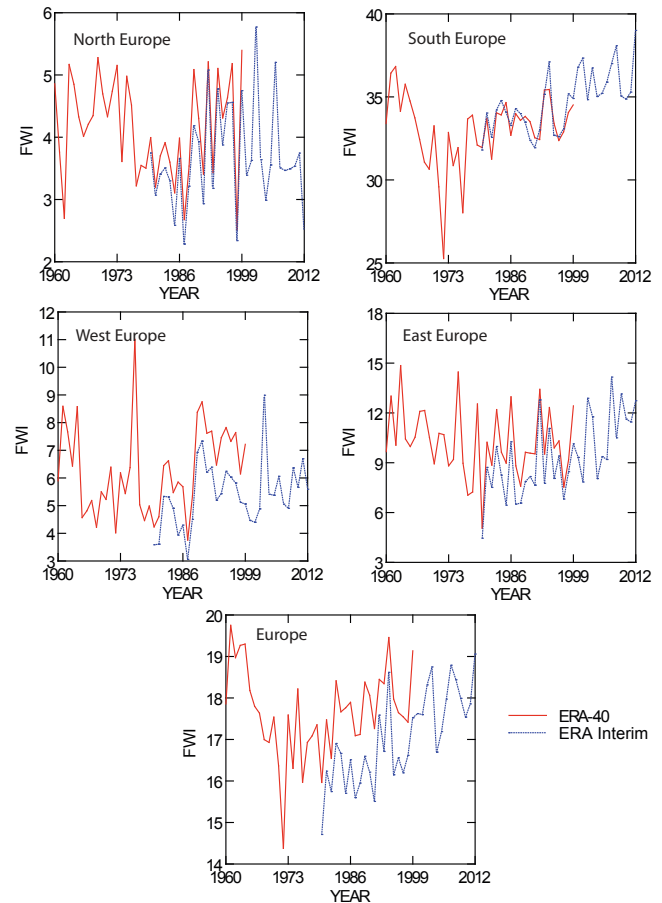 North Europe
FWI
6
5
4
3
2
1960 1973 1986 1999 2012
YEAR
South Europe
FWI
40
35
30
25
1960 1973 1986 1999 2012
YEAR
West Europe
FWI
12
11
10
9
8
7
6
5
4
3
1960 1973 1986 1999 2012
YEAR
East Europe
FWI
18
15
12
9
6
3
1960 1973 1986 1999 2012
YEAR
Europe
FWI
20
19
18
17
16
15
14
1960 1973 1986 1999 2012
YEAR
ERA-40
ERA Interim